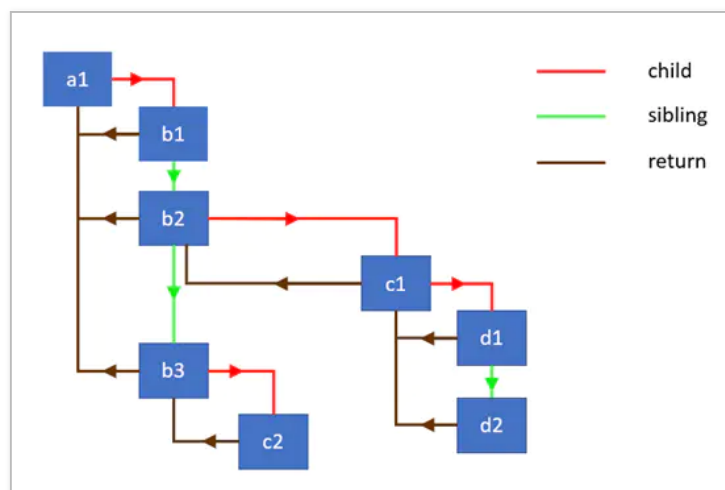 a1
b1
b2
c1
d1
b3
d2
c2
child
sibling
return